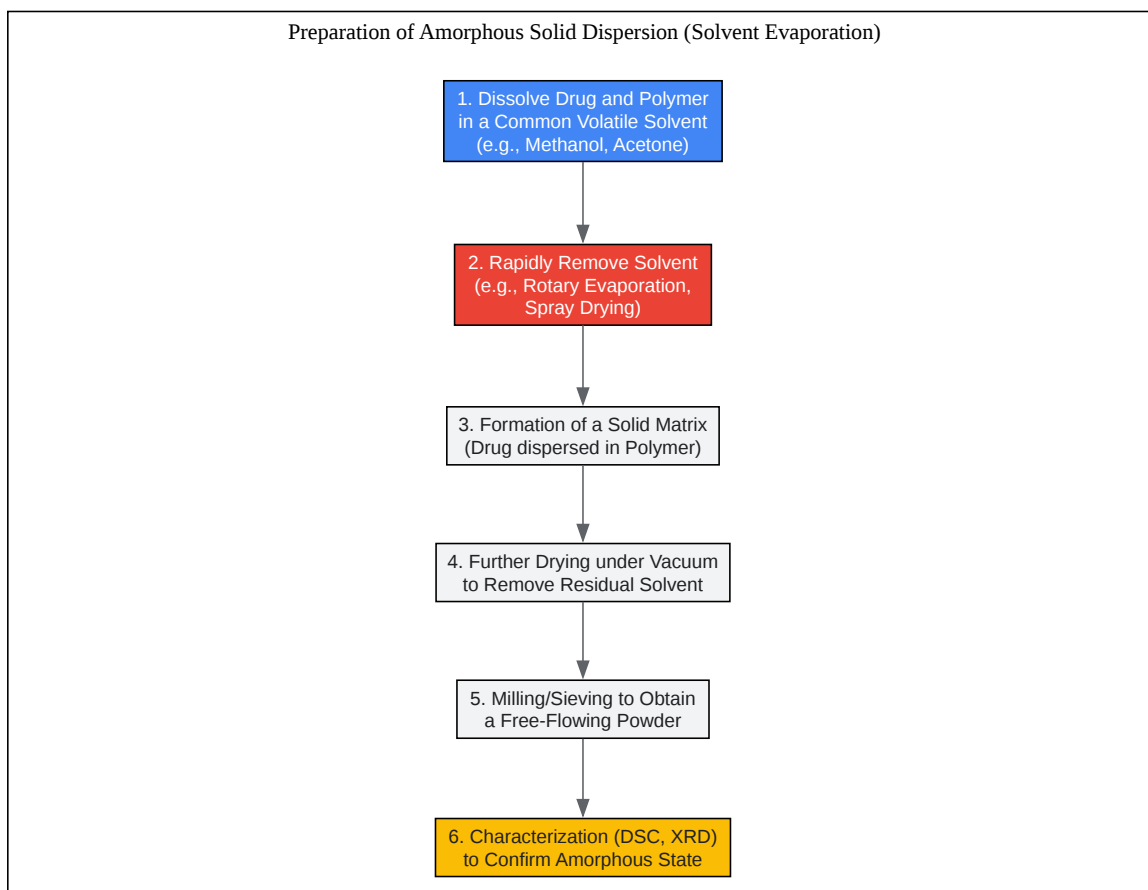 Preparation of Amorphous Solid Dispersion (Solvent Evaporation)
1. Dissolve Drug and Polymer
in a Common Volatile Solvent
(e.g., Methanol, Acetone)
2. Rapidly Remove Solvent
(e.g., Rotary Evaporation,
Spray Drying)
3. Formation of a Solid Matrix
(Drug dispersed in Polymer)
4. Further Drying under Vacuum
to Remove Residual Solvent
5. Milling/Sieving to Obtain
a Free-Flowing Powder
6. Characterization (DSC, XRD)
to Confirm Amorphous State